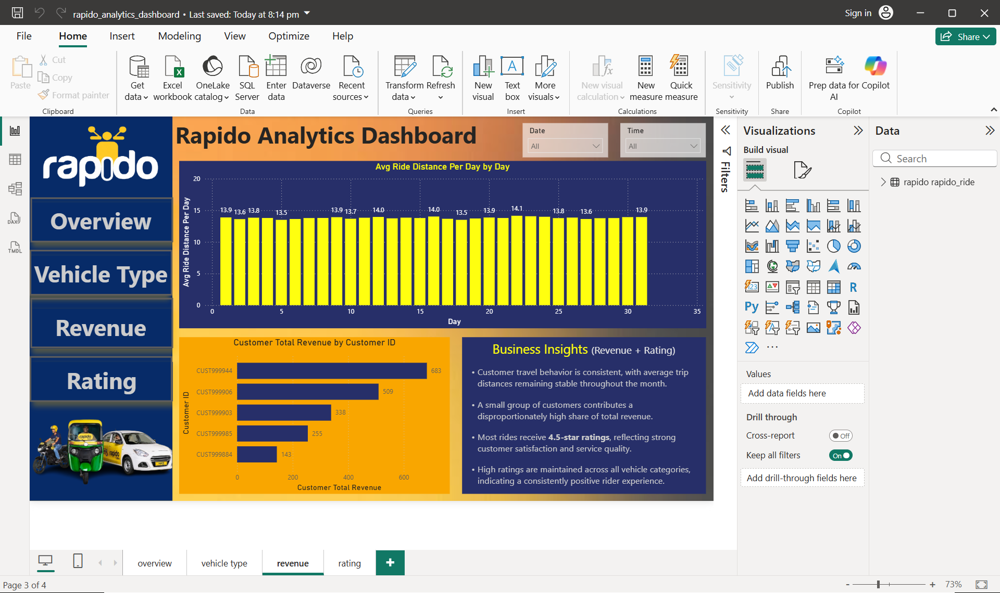 rapido_analytics_dashboard • Last saved: Today at 8:14 pm
Sign in
File Home Insert Modeling View Optimize Help
Share
Paste
Cut
Copy
Format painter
Clipboard
Get data
Excel workbook
OneLake catalog
SQL Server
Enter data
Dataverse
Recent sources
Data
Transform data
Refresh
Queries
New visual
Text box
More visuals
Insert
New visual calculation
New measure
Quick measure
Calculations
Sensitivity
Sensitivity
Publish
Share
Prep data for AI
Copilot
Copilot
DAX
TMDL
rapido
Overview
Vehicle Type
Revenue
Rating
rapido
Rapido Analytics Dashboard
Date
All
Time
All
Avg Ride Distance Per Day by Day
Avg Ride Distance Per Day
20
15
10
5
0
13.9 13.6 13.8 13.5 13.9 13.7 14.0 14.0 13.5 13.9 14.1 13.8 13.6 13.9
0 5 10 15 20 25 30 35
Day
Customer Total Revenue by Customer ID
Customer ID
CUST999944 683
CUST999906 509
CUST999903 338
CUST999985 255
CUST999884 143
0 200 400 600
Customer Total Revenue
Business Insights (Revenue + Rating)
• Customer travel behavior is consistent, with average trip
distances remaining stable throughout the month.
• A small group of customers contributes a
disproportionately high share of total revenue.
• Most rides receive 4.5-star ratings, reflecting strong
customer satisfaction and service quality.
• High ratings are maintained across all vehicle categories,
indicating a consistently positive rider experience.
Filters
Visualizations
Build visual
123
R
Py
Values
Add data fields here
Drill through
Cross-report Off
Keep all filters On
Add drill-through fields here
Data
Search
rapido rapido_ride
overview vehicle type revenue rating +
Page 3 of 4
- + 73%